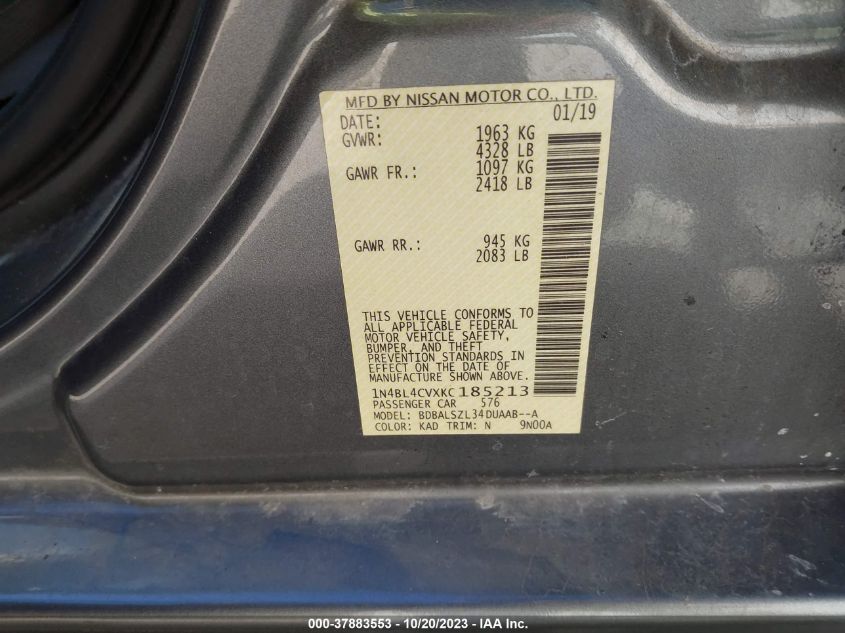 MFD BY NISSAN MOTOR CO., LTD.
DATE: 01/19
GVWR: 1963 KG
4328 LB
GAWR FR.: 1097 KG
2418 LB
GAWR RR.: 945 KG
2083 LB
THIS VEHICLE CONFORMS TO
ALL APPLICABLE FEDERAL
MOTOR VEHICLE SAFETY,
BUMPER, AND THEFT
PREVENTION STANDARDS IN
EFFECT ON THE DATE OF
MANUFACTURE SHOWN ABOVE.
1N4BL4CVXKC185213
PASSENGER CAR 576
MODEL: BDBALSZL34DUAAB--A
COLOR: KAD TRIM: N 9N00A
000-37883553 - 10/20/2023 - IAA Inc.